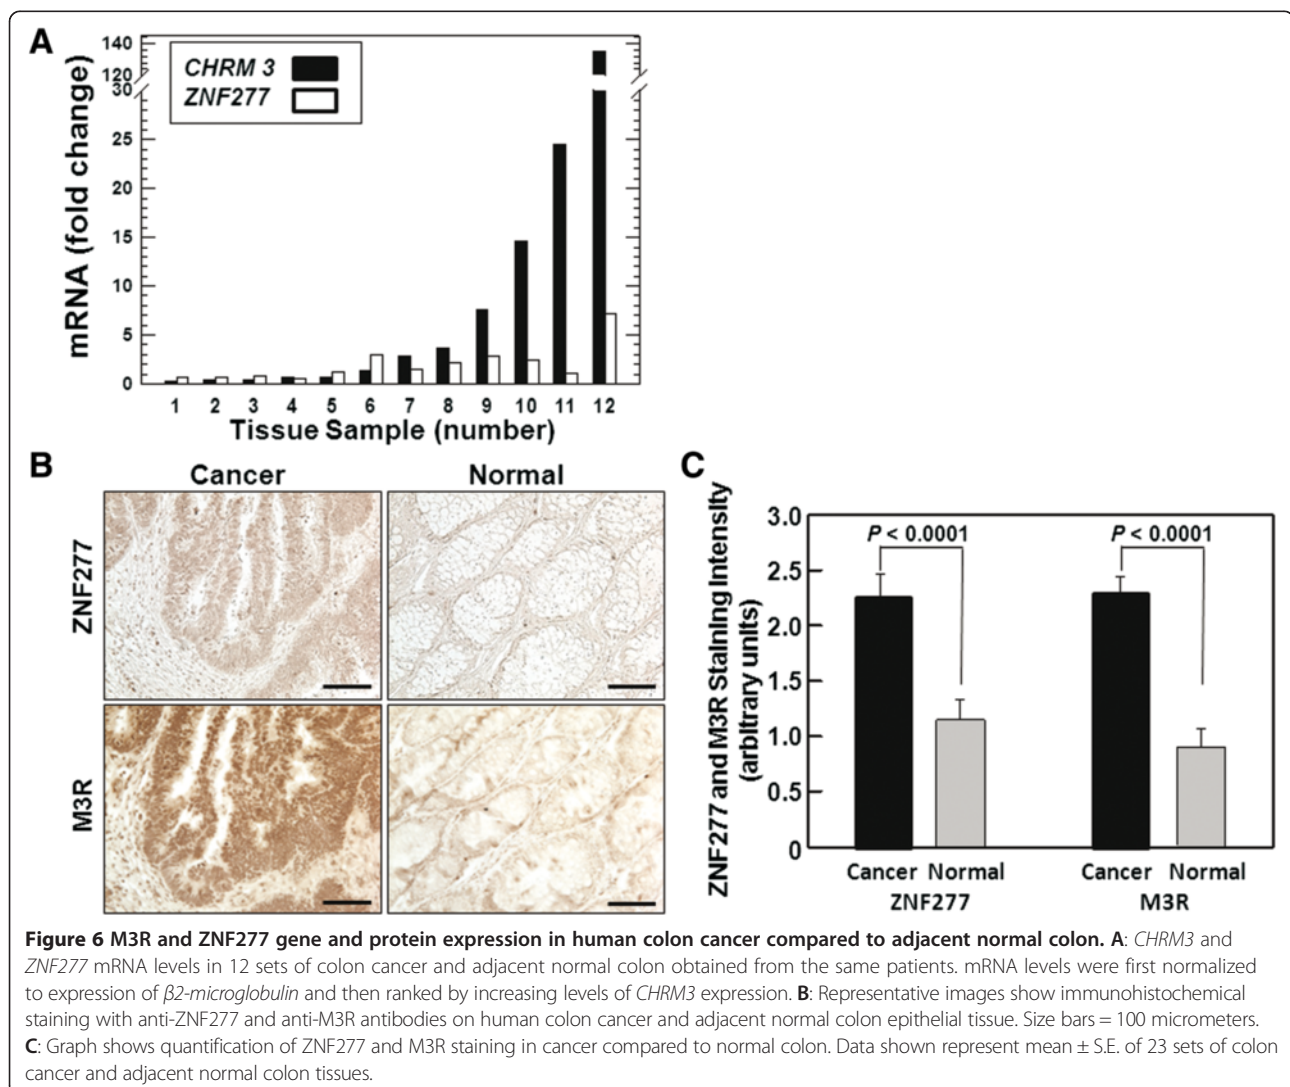 A
mRNA (fold change)
140
120
30
25
20
15
10
5
0
CHRM 3
ZNF277
1 2 3 4 5 6 7 8 9 10 11 12
Tissue Sample (number)
B
Cancer Normal
ZNF277
M3R
C
ZNF277 and M3R Staining Intensity
(arbitrary units)
3.0
2.5
2.0
1.5
1.0
0.5
0
P < 0.0001 P < 0.0001
Cancer Normal Cancer Normal
ZNF277 M3R
Figure 6 M3R and ZNF277 gene and protein expression in human colon cancer compared to adjacent normal colon. A: CHRM3 and
ZNF277 mRNA levels in 12 sets of colon cancer and adjacent normal colon obtained from the same patients. mRNA levels were first normalized
to expression of β2-microglobulin and then ranked by increasing levels of CHRM3 expression. B: Representative images show immunohistochemical
staining with anti-ZNF277 and anti-M3R antibodies on human colon cancer and adjacent normal colon epithelial tissue. Size bars = 100 micrometers.
C: Graph shows quantification of ZNF277 and M3R staining in cancer compared to normal colon. Data shown represent mean ± S.E. of 23 sets of colon
cancer and adjacent normal colon tissues.